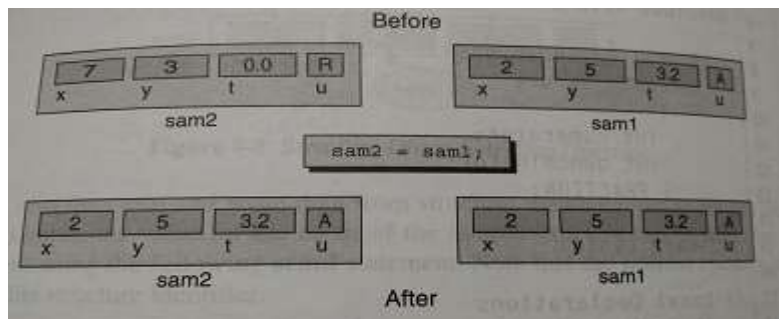 Before
7 3 0.0 R
x y t u
sam2
2 5 3.2 A
x y t u
sam1
sam2 = sam1;
2 5 3.2 A
x y t u
sam2
2 5 3.2 A
x y t u
sam1
After